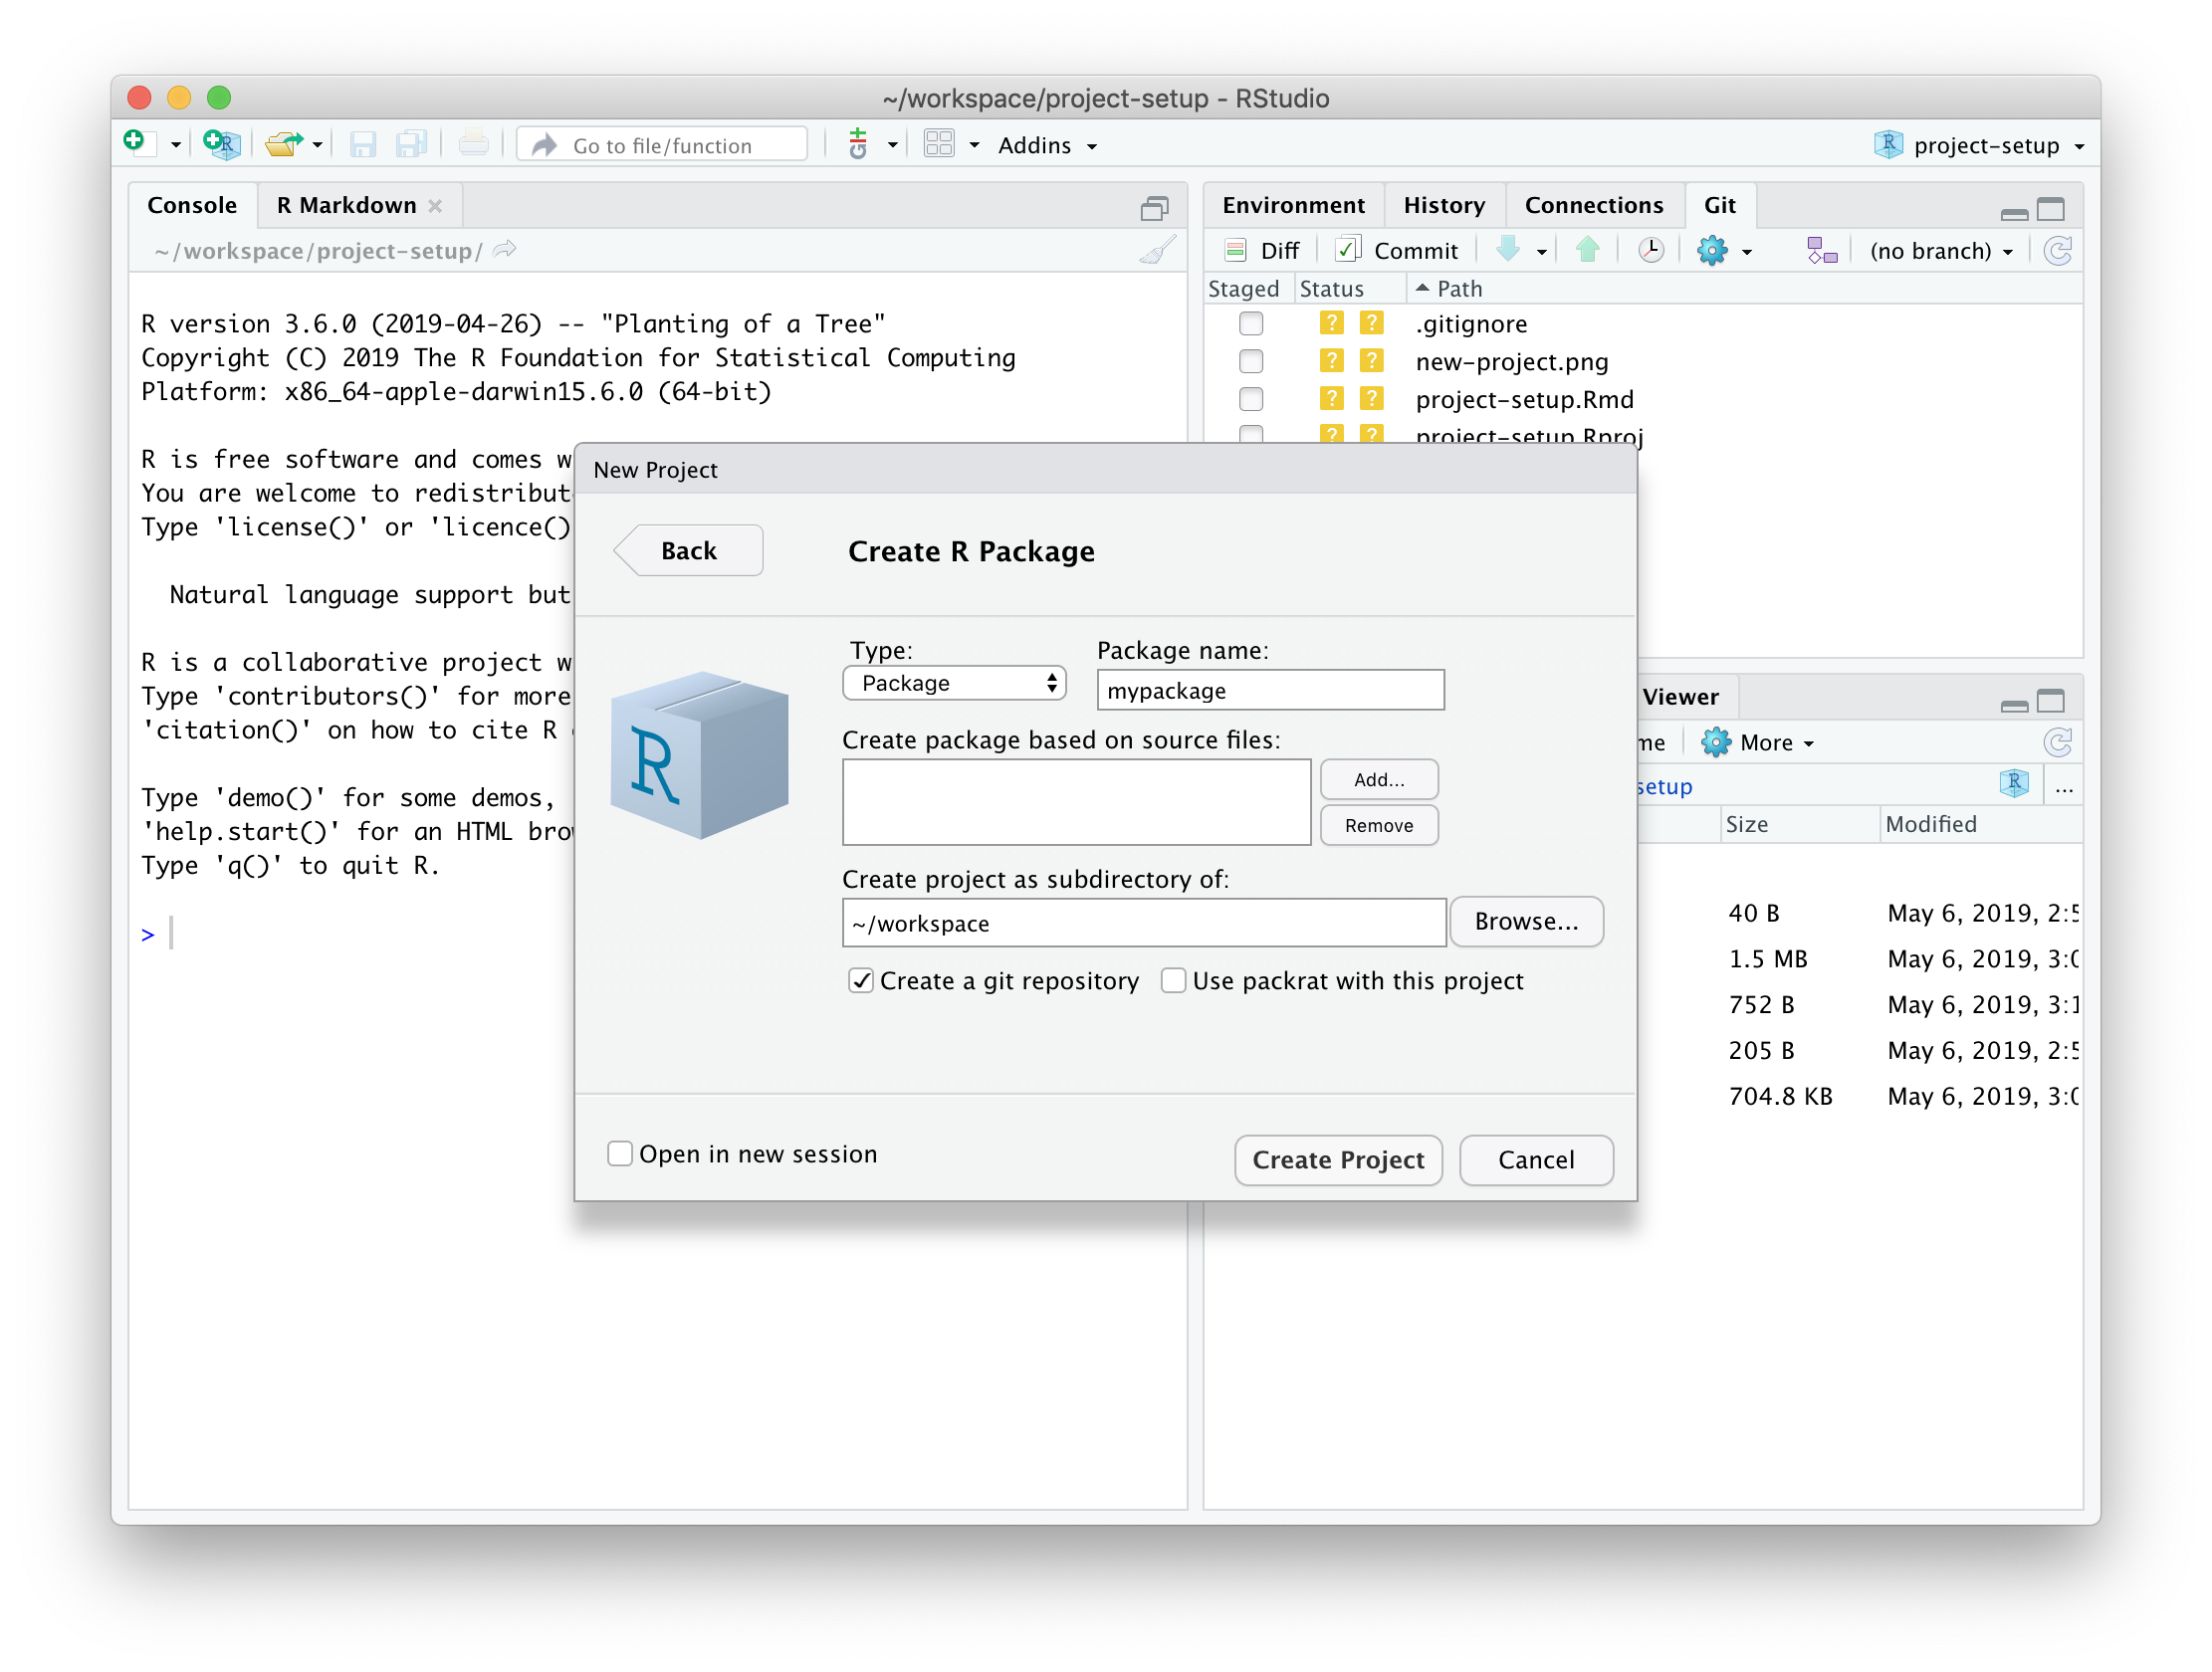 ~/workspace/project-setup - RStudio
Go to file/function
Addins
project-setup
Console
R Markdown
~/workspace/project-setup/
R version 3.6.0 (2019-04-26) -- "Planting of a Tree"
Copyright (C) 2019 The R Foundation for Statistical Computing
Platform: x86_64-apple-darwin15.6.0 (64-bit)
R is free software and comes w
You are welcome to redistribut
Type 'license()' or 'licence()
Natural language support but
R is a collaborative project w
Type 'contributors()' for more
'citation()' on how to cite R
Type 'demo()' for some demos,
'help.start()' for an HTML bro
Type 'q()' to quit R.
>
Environment
History
Connections
Git
Diff
Commit
(no branch)
Staged
Status
Path
? ? .gitignore
? ? new-project.png
? ? project-setup.Rmd
? ? project-setup.Rproj
New Project
Back
Create R Package
R
Type:
Package name:
Package
mypackage
Create package based on source files:
Add...
Remove
Create project as subdirectory of:
~/workspace
Browse...
✓ Create a git repository
Use packrat with this project
Open in new session
Create Project
Cancel
Viewer
me
More
setup
...
Size
Modified
40 B May 6, 2019, 2:5
1.5 MB May 6, 2019, 3:0
752 B May 6, 2019, 3:1
205 B May 6, 2019, 2:5
704.8 KB May 6, 2019, 3:0